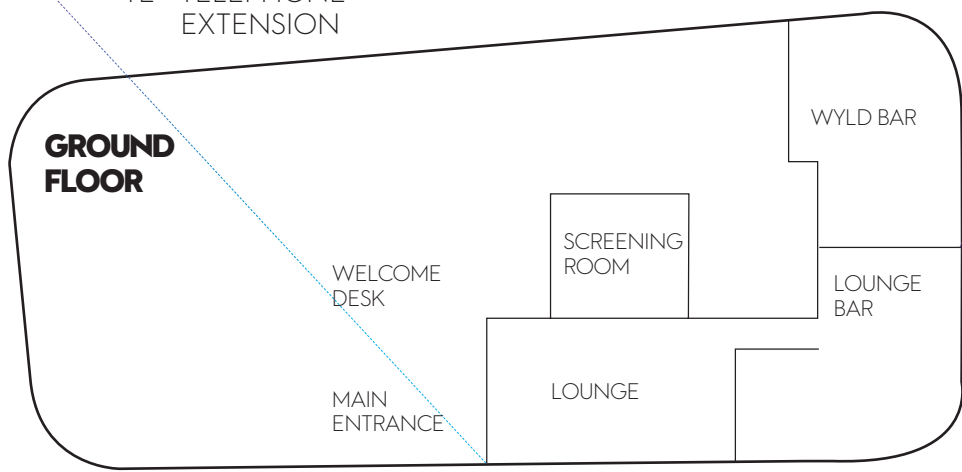 EXTENSION
GROUND
FLOOR
WYLD BAR
SCREENING
ROOM
WELCOME
DESK
LOUNGE
BAR
MAIN
ENTRANCE
LOUNGE